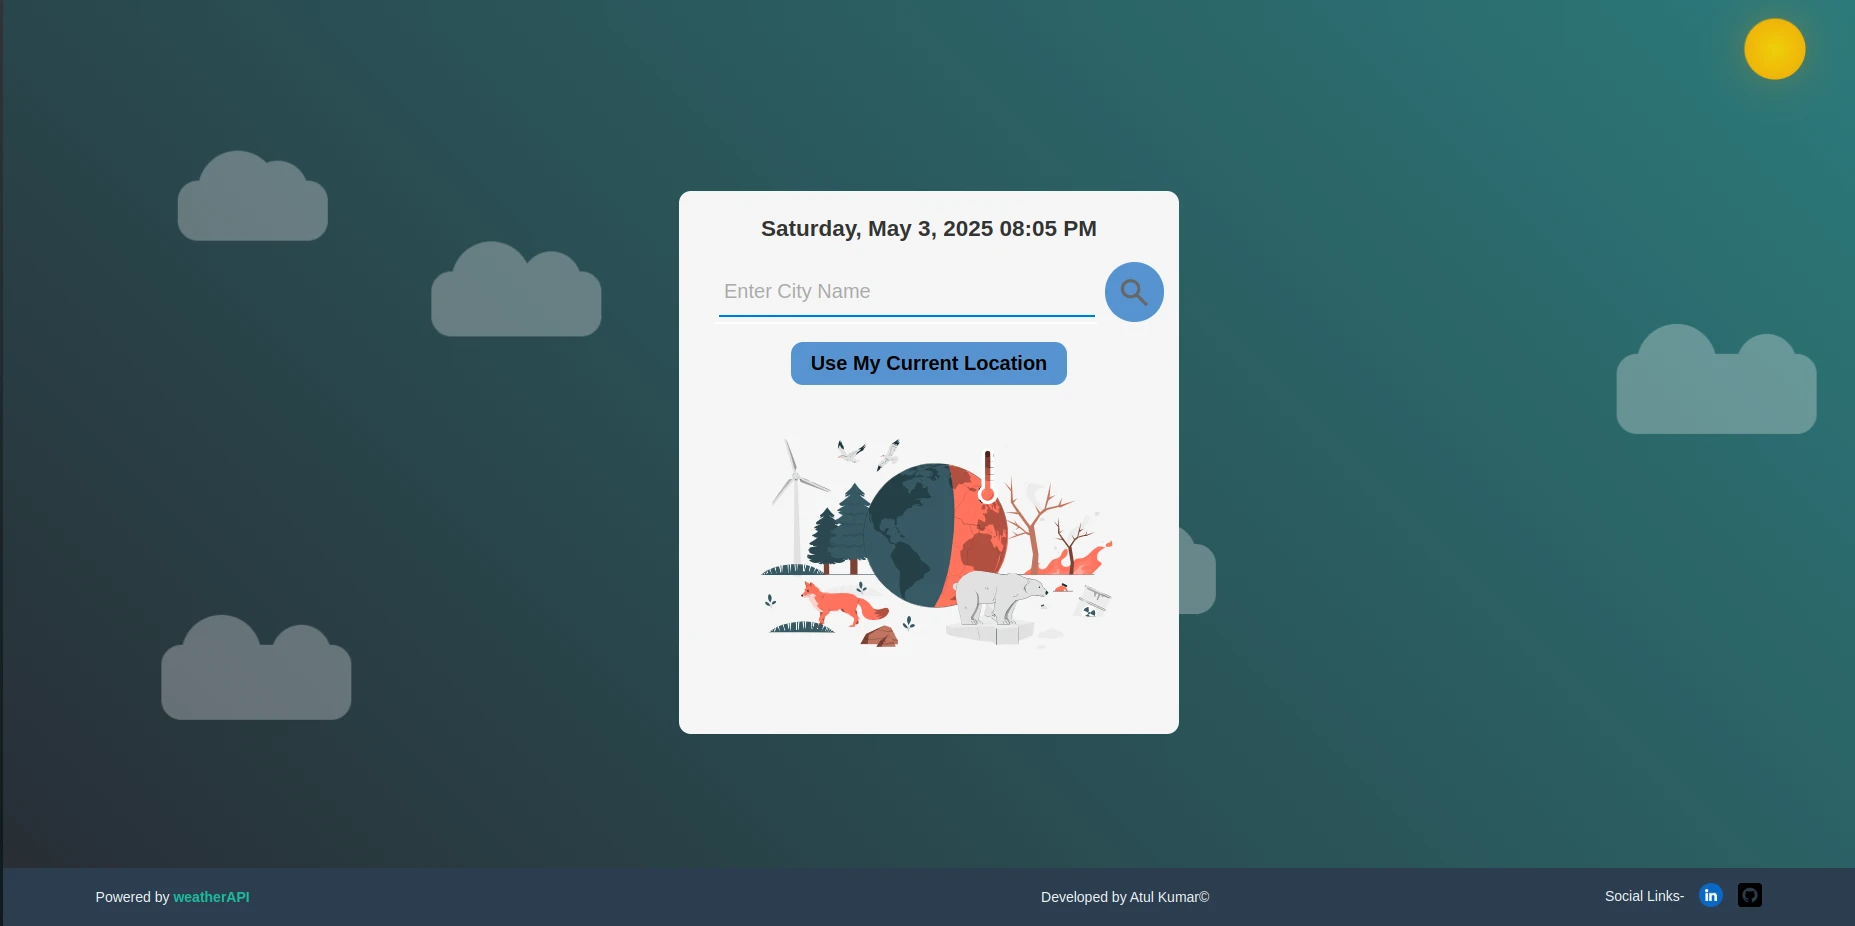 Saturday, May 3, 2025 08:05 PM
Enter City Name
Use My Current Location
Powered by weatherAPI
Developed by Atul Kumar©
Social Links-
in